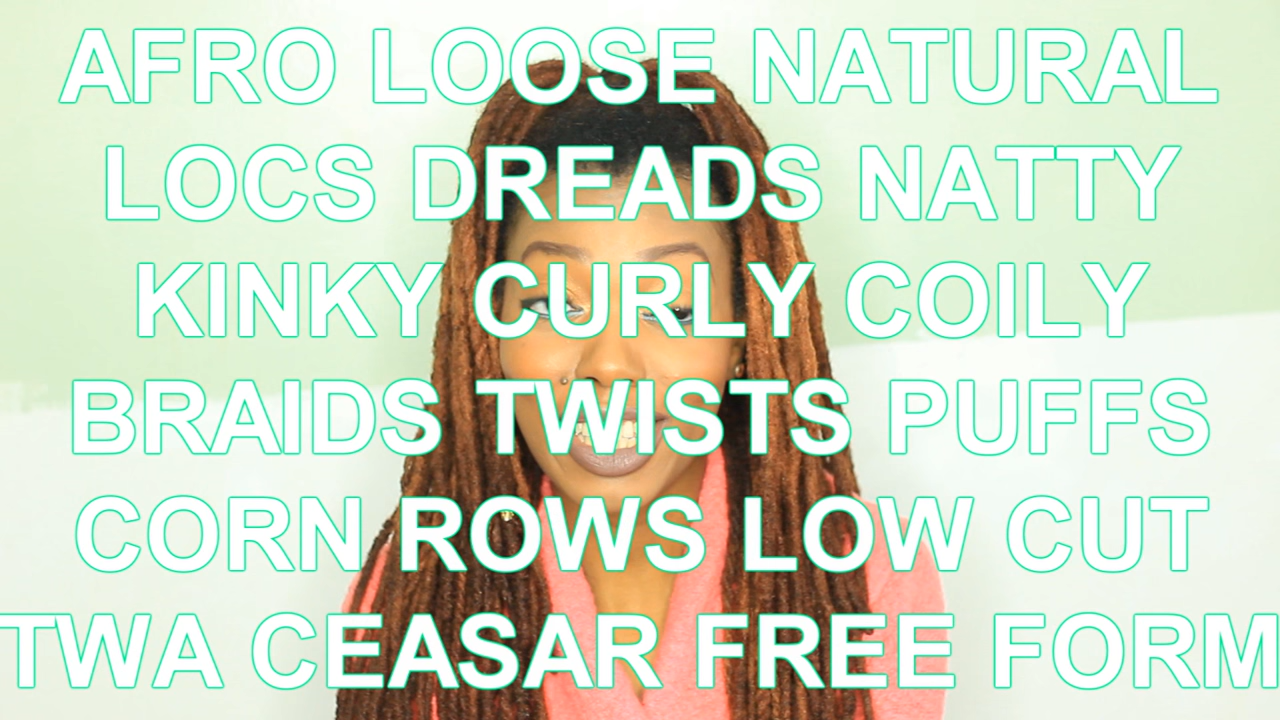 AFRO LOOSE NATURAL
LOCS DREADS NATTY
KINKY CURLY COILY
BRAIDS TWISTS PUFFS
CORN ROWS LOW CUT
TWA CEASAR FREE FORM